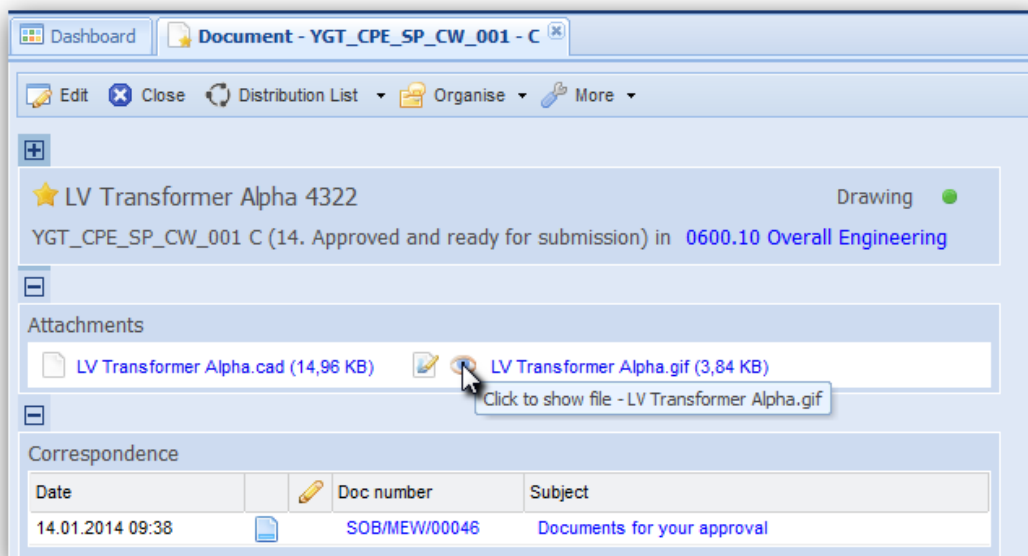 Dashboard Document - YGT_CPE_SP_CW_001 - C
Edit Close Distribution List Organise More
LV Transformer Alpha 4322 Drawing
YGT_CPE_SP_CW_001 C (14. Approved and ready for submission) in 0600.10 Overall Engineering
Attachments
LV Transformer Alpha.cad (14,96 KB) LV Transformer Alpha.gif (3,84 KB)
Click to show file - LV Transformer Alpha.gif
Correspondence
Date Doc number Subject
14.01.2014 09:38 SOB/MEW/00046 Documents for your approval